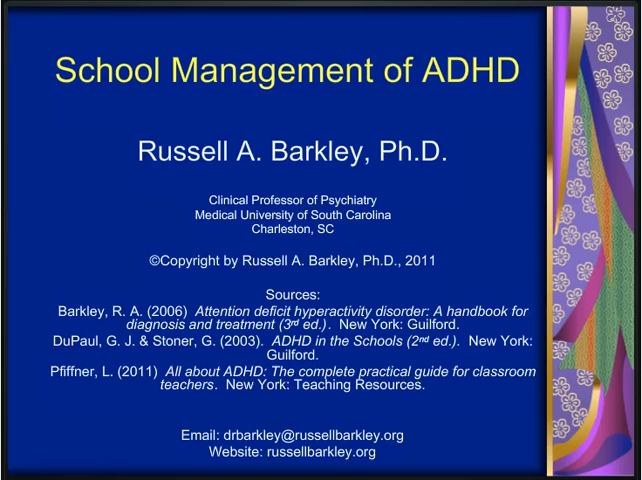 School Management of ADHD
Russell A. Barkley, Ph.D.
Clinical Professor of Psychiatry
Medical University of South Carolina
Charleston, SC
©Copyright by Russell A. Barkley, Ph.D., 2011
Sources:
Barkley, R. A. (2006)  Attention deficit hyperactivity disorder: A handbook for
diagnosis and treatment (3rd ed.).  New York: Guilford.
DuPaul, G. J. & Stoner, G. (2003).  ADHD in the Schools (2nd ed.).  New York:
Guilford.
Pfiffner, L. (2011)  All about ADHD: The complete practical guide for classroom
teachers.  New York: Teaching Resources.
Email: drbarkley@russellbarkley.org
Website: russellbarkley.org